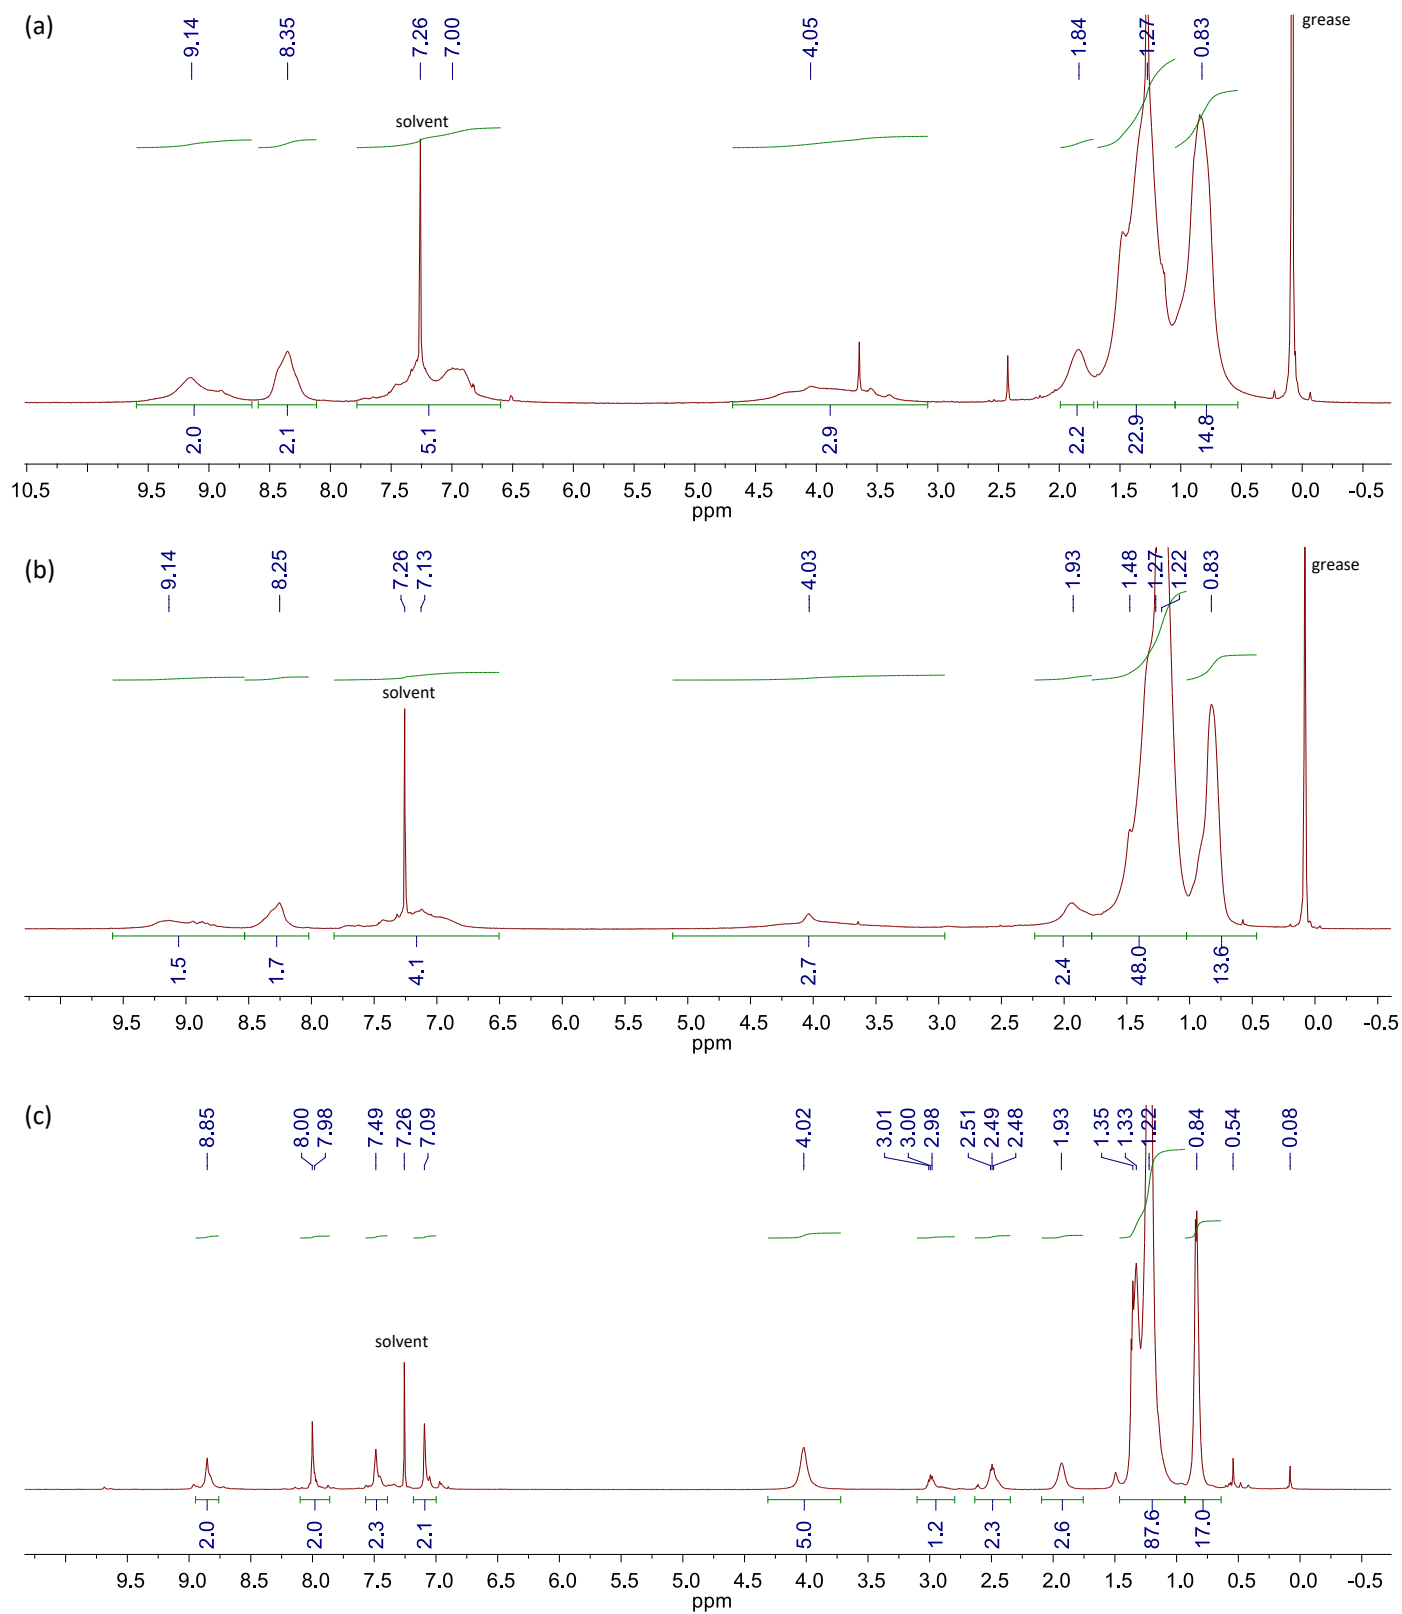 (a)
9.14 8.35 7.26 7.00 4.05 1.84 1.27 0.83
grease
solvent
2.0 2.1 5.1 2.9 2.2 22.9 14.8
10.5 9.5 9.0 8.5 8.0 7.5 7.0 6.5 6.0 5.5 5.0 4.5 4.0 3.5 3.0 2.5 2.0 1.5 1.0 0.5 0.0 -0.5
ppm
(b)
9.14 8.25 7.26 7.13 4.03 1.93 1.48 1.27 1.22 0.83
grease
solvent
1.5 1.7 4.1 2.7 2.4 48.0 13.6
9.5 9.0 8.5 8.0 7.5 7.0 6.5 6.0 5.5 5.0 4.5 4.0 3.5 3.0 2.5 2.0 1.5 1.0 0.5 0.0 -0.5
ppm
(c)
8.85 8.00 7.98 7.49 7.26 7.09 4.02 3.01 3.00 2.98 2.51 2.49 2.48 1.93 1.35 1.33 1.22 0.84 0.54 0.08
solvent
2.0 2.0 2.3 2.1 5.0 1.2 2.3 2.6 87.6 17.0
9.5 9.0 8.5 8.0 7.5 7.0 6.5 6.0 5.5 5.0 4.5 4.0 3.5 3.0 2.5 2.0 1.5 1.0 0.5 0.0 -0.5
ppm